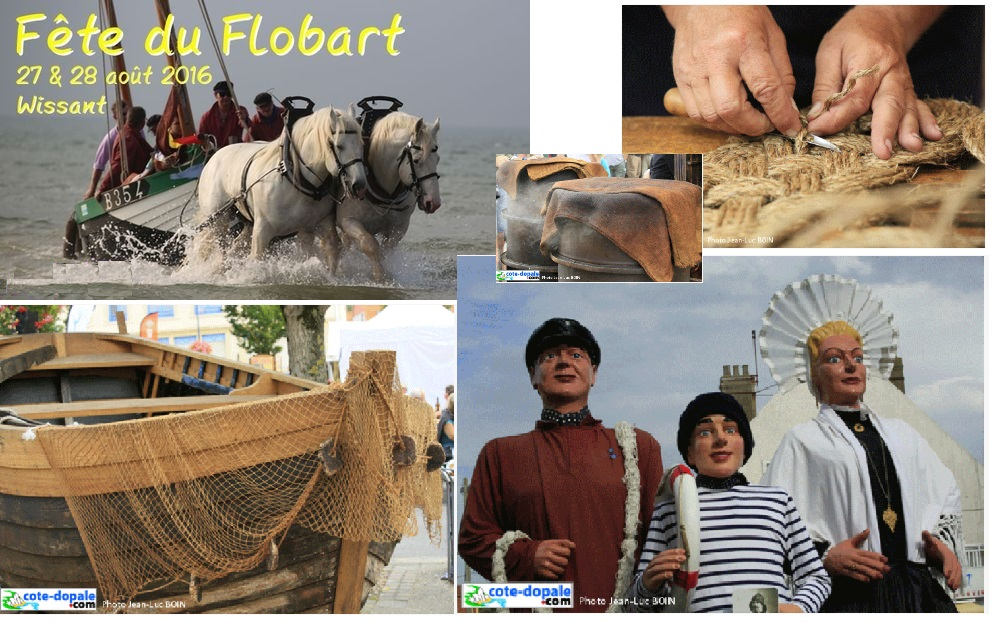 Fête du Flobart
27 & 28 août 2016
Wissant
B354
Photo Jean-Luc BOIN
cote-dopale
.com
Photo Jean-Luc BOIN
cote-dopale
.com Photo Jean-Luc BOIN
cote-dopale
.com Photo Jean-Luc BOIN